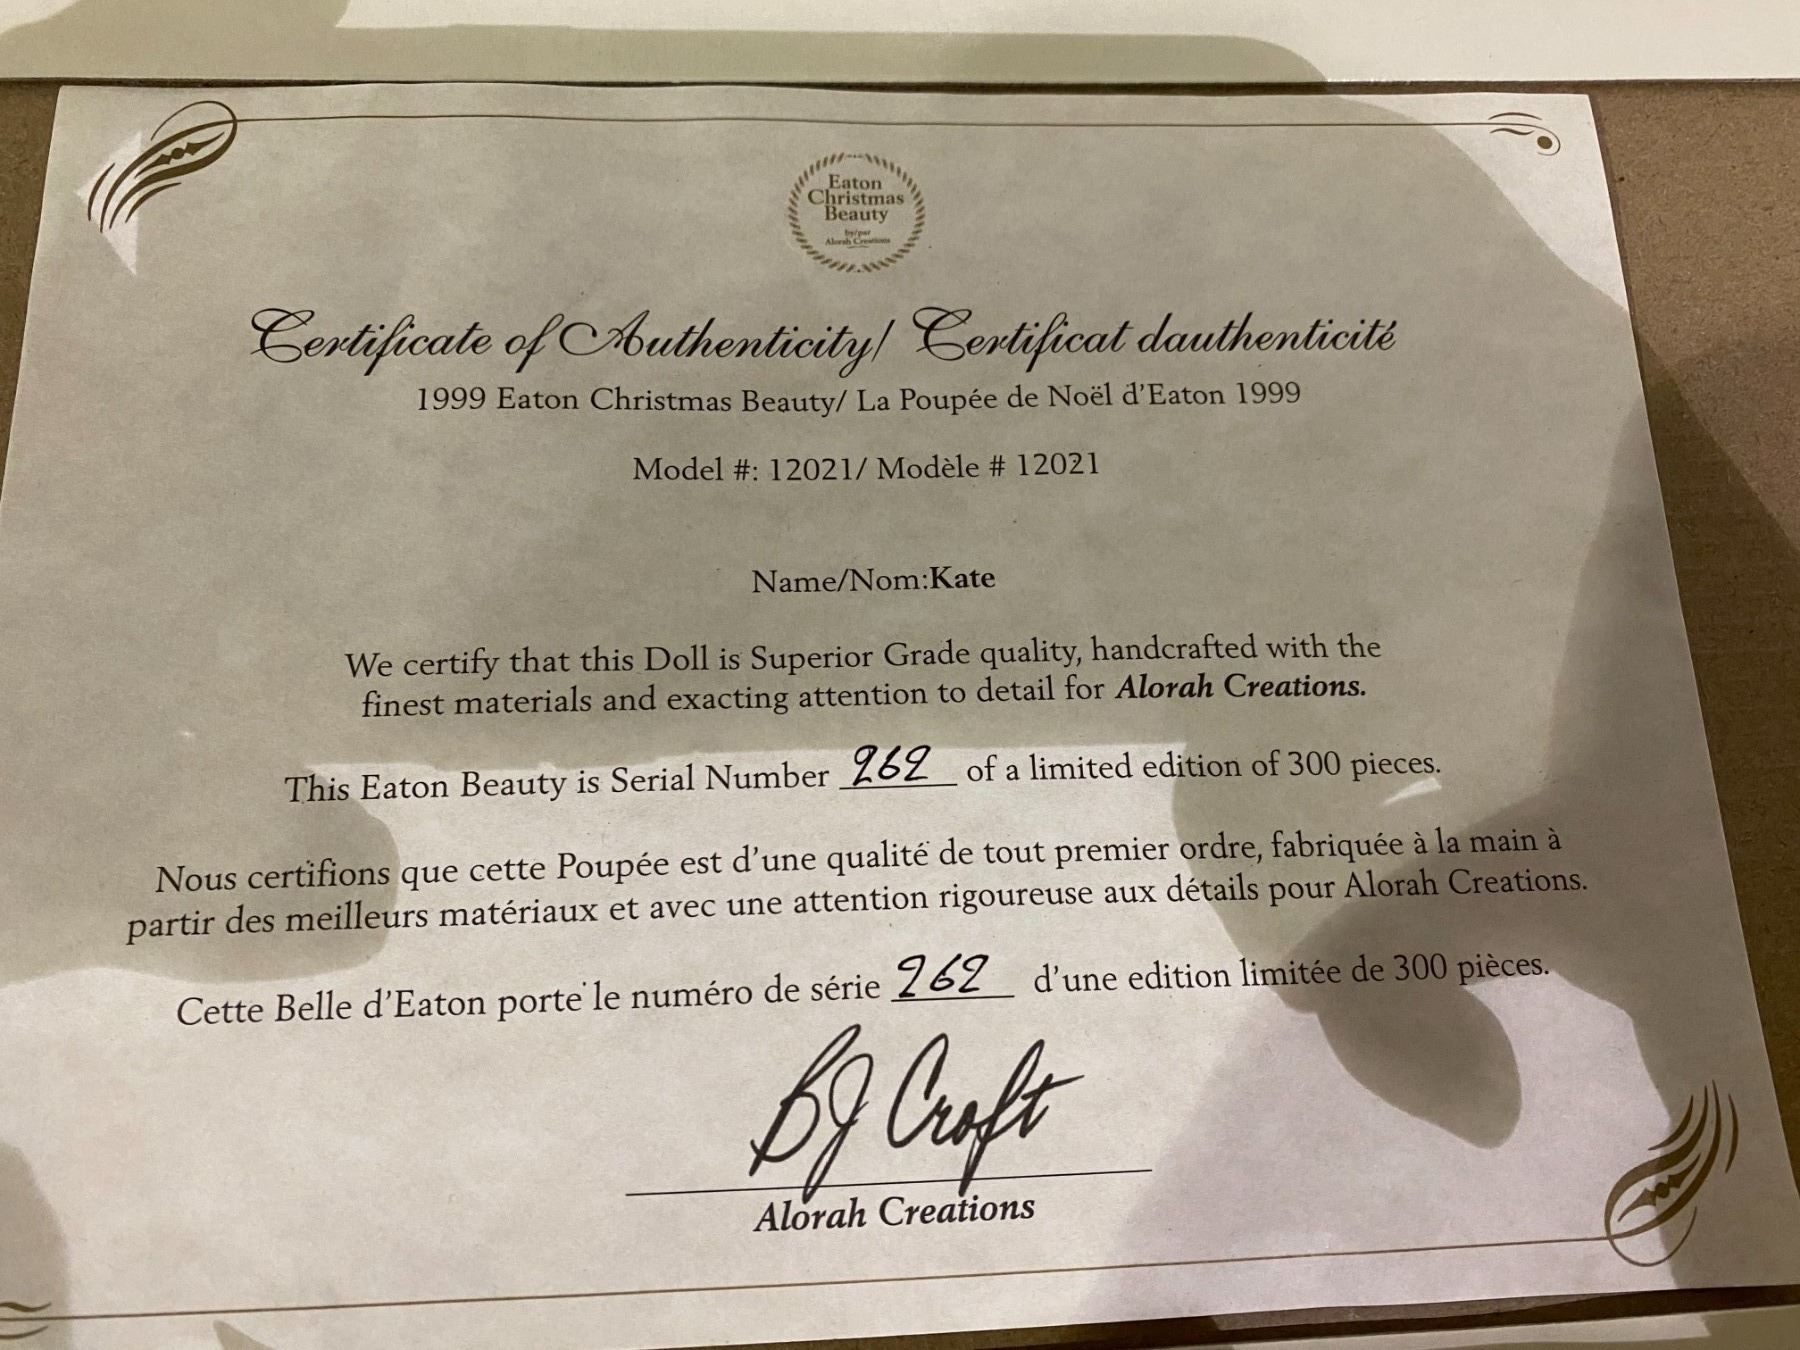 Eaton
Christmas
Beauty
by/par
Alorah Creations
Certificate of Authenticity/ Certificat dauthenticité
1999 Eaton Christmas Beauty/ La Poupée de Noël d'Eaton 1999
Model #: 12021/ Modèle # 12021
Name/Nom:Kate
We certify that this Doll is Superior Grade quality, handcrafted with the
finest materials and exacting attention to detail for Alorah Creations.
This Eaton Beauty is Serial Number 262 of a limited edition of 300 pieces.
Nous certifions que cette Poupée est d'une qualité de tout premier ordre, fabriquée à la main à
partir des meilleurs matériaux et avec une attention rigoureuse aux détails pour Alorah Creations.
Cette Belle d'Eaton porte le numéro de série 262 d'une edition limitée de 300 pièces.
BJ Croft
Alorah Creations